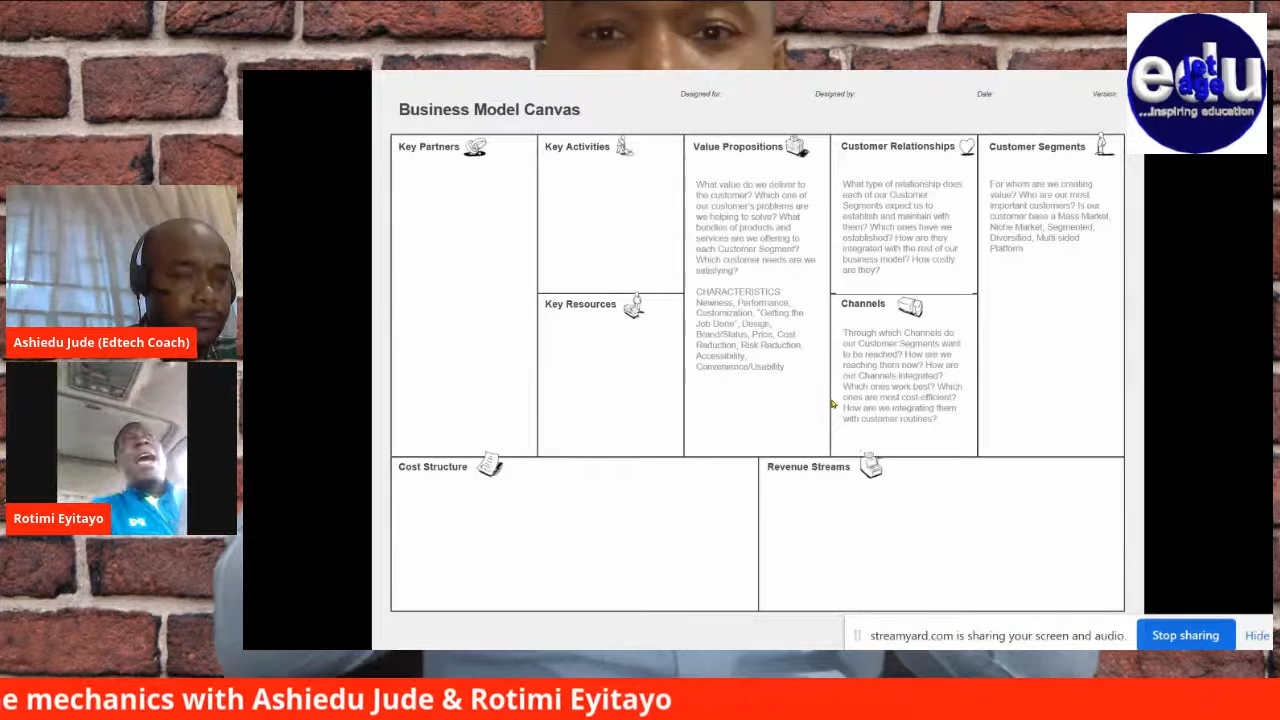 Designed for:
Designed by:
Date:
Version:
Business Model Canvas
Key Partners
Key Activities
Key Resources
Value Propositions
What value do we deliver to
the customer? Which one of
our customer's problems are
we helping to solve? What
bundles of products and
services are we offering to
each Customer Segment?
Which customer needs are we
satisfying?
CHARACTERISTICS:
Newness, Performance,
Customization, "Getting the
Job Done", Design,
Brand/Status, Price, Cost
Reduction, Risk Reduction,
Accessibility,
Convenience/Usability
Customer Relationships
What type of relationship does
each of our Customer
Segments expect us to
establish and maintain with
them? Which ones have we
established? How are they
integrated with the rest of our
business model? How costly
are they?
Channels
Through which Channels do
our Customer Segments want
to be reached? How are we
reaching them now? How are
our Channels integrated?
Which ones work best? Which
ones are most cost-efficient?
How are we integrating them
with customer routines?
Customer Segments
For whom are we creating
value? Who are our most
important customers? Is our
customer base a Mass Market,
Niche Market, Segmented,
Diversified, Multi-sided
Platform
Cost Structure
Revenue Streams
edu
let
age
...inspiring education
Ashiedu Jude (Edtech Coach)
Rotimi Eyitayo
streamyard.com is sharing your screen and audio.
Stop sharing
Hide
e mechanics with Ashiedu Jude & Rotimi Eyitayo